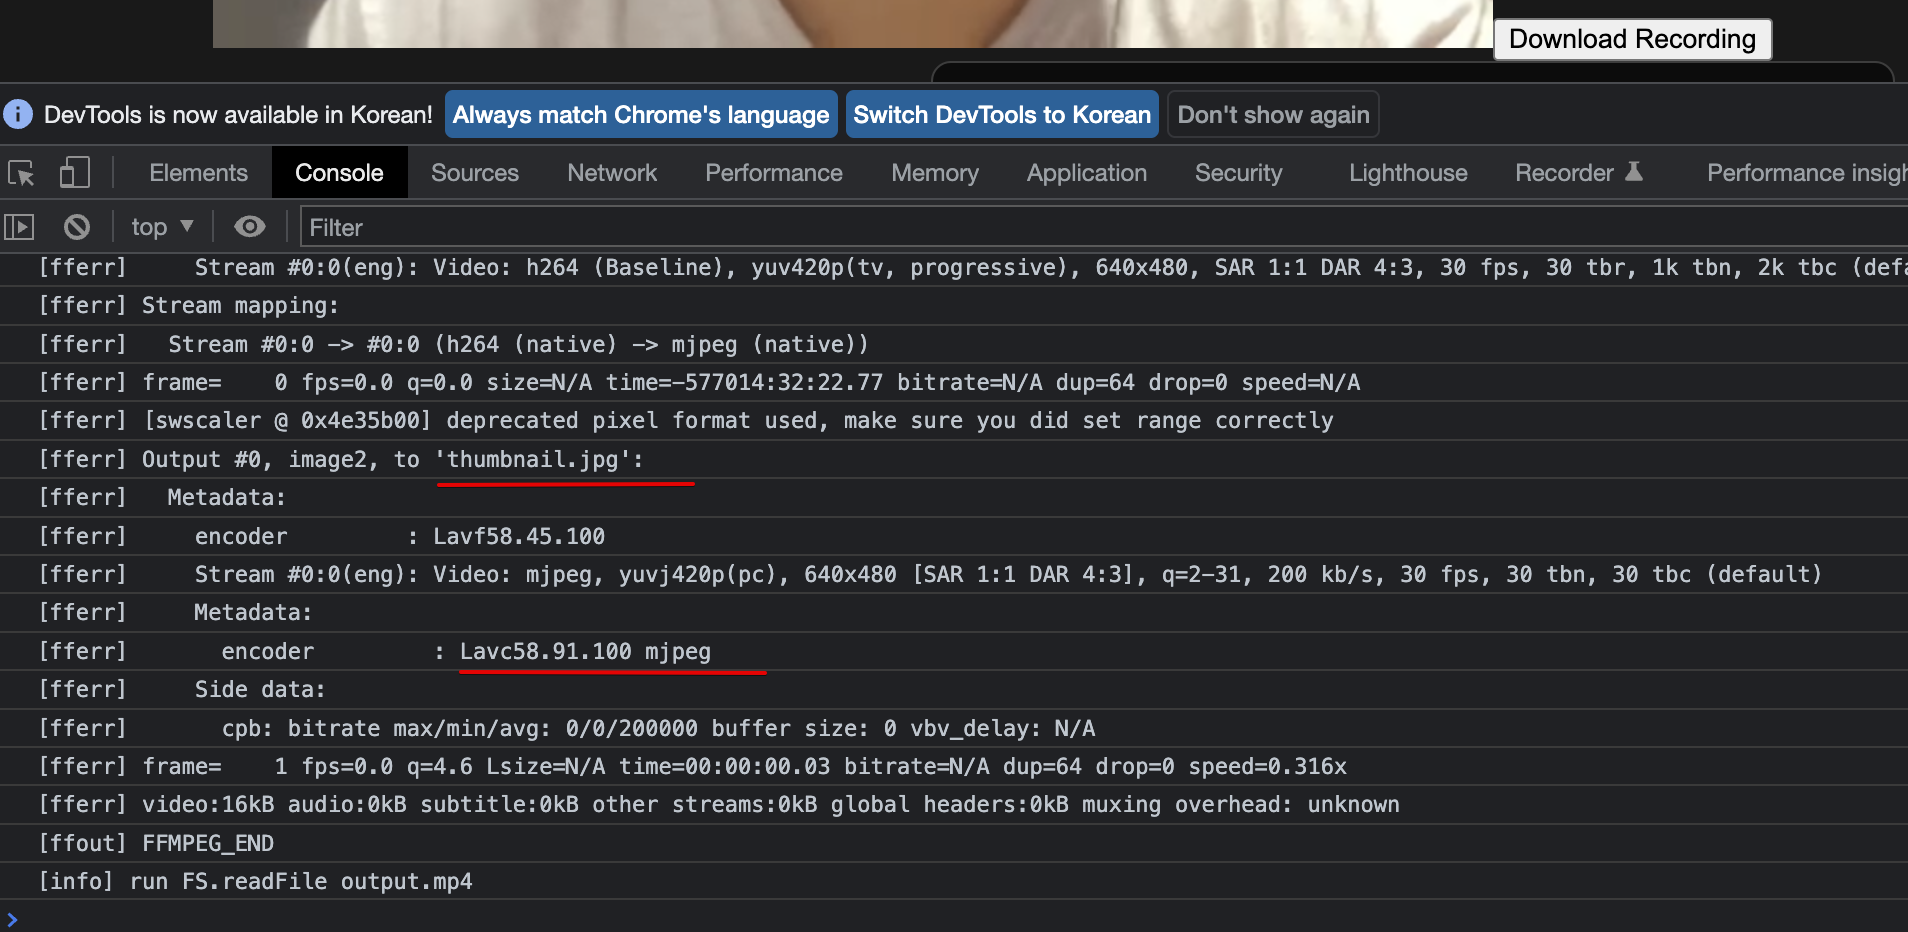 Download Recording
DevTools is now available in Korean! Always match Chrome's language Switch DevTools to Korean Don't show again
Elements Console Sources Network Performance Memory Application Security Lighthouse Recorder Performance insigh
top Filter
[fferr] Stream #0:0(eng): Video: h264 (Baseline), yuv420p(tv, progressive), 640x480, SAR 1:1 DAR 4:3, 30 fps, 30 tbr, 1k tbn, 2k tbc (defa
[fferr] Stream mapping:
[fferr] Stream #0:0 -> #0:0 (h264 (native) -> mjpeg (native))
[fferr] frame= 0 fps=0.0 q=0.0 size=N/A time=-577014:32:22.77 bitrate=N/A dup=64 drop=0 speed=N/A
[fferr] [swscaler @ 0x4e35b00] deprecated pixel format used, make sure you did set range correctly
[fferr] Output #0, image2, to 'thumbnail.jpg':
[fferr] Metadata:
[fferr] encoder : Lavf58.45.100
[fferr] Stream #0:0(eng): Video: mjpeg, yuvj420p(pc), 640x480 [SAR 1:1 DAR 4:3], q=2-31, 200 kb/s, 30 fps, 30 tbn, 30 tbc (default)
[fferr] Metadata:
[fferr] encoder : Lavc58.91.100 mjpeg
[fferr] Side data:
[fferr] cpb: bitrate max/min/avg: 0/0/200000 buffer size: 0 vbv_delay: N/A
[fferr] frame= 1 fps=0.0 q=4.6 Lsize=N/A time=00:00:00.03 bitrate=N/A dup=64 drop=0 speed=0.316x
[fferr] video:16kB audio:0kB subtitle:0kB other streams:0kB global headers:0kB muxing overhead: unknown
[ffout] FFMPEG_END
[info] run FS.readFile output.mp4